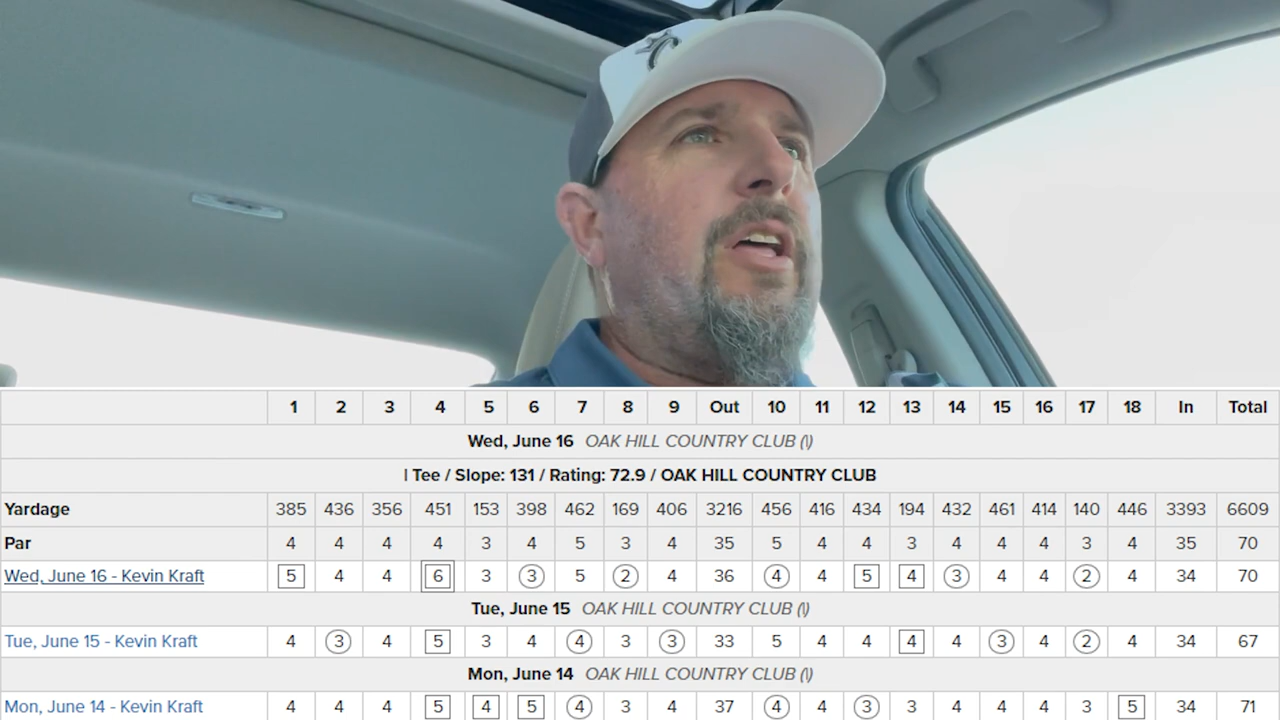 1 2 3 4 5 6 7 8 9 Out 10 11 12 13 14 15 16 17 18 In Total
Wed, June 16 OAK HILL COUNTRY CLUB (\)
| Tee / Slope: 131 / Rating: 72.9 / OAK HILL COUNTRY CLUB
Yardage 385 436 356 451 153 398 462 169 406 3216 456 416 434 194 432 461 414 140 446 3393 6609
Par 4 4 4 4 3 4 5 3 4 35 5 4 4 3 4 4 4 3 4 35 70
Wed, June 16 - Kevin Kraft 5 4 4 6 3 3 5 2 4 36 4 4 5 4 3 4 4 2 4 34 70
Tue, June 15 OAK HILL COUNTRY CLUB (\)
Tue, June 15 - Kevin Kraft 4 3 4 5 3 4 4 3 3 33 5 4 4 4 4 3 4 2 4 34 67
Mon, June 14 OAK HILL COUNTRY CLUB (\)
Mon, June 14 - Kevin Kraft 4 4 4 5 4 5 4 3 4 37 4 4 3 3 4 4 4 3 5 34 71